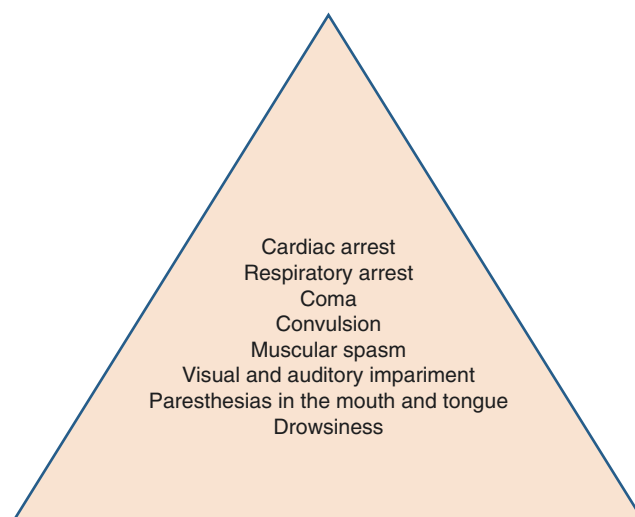 Cardiac arrest
Respiratory arrest
Coma
Convulsion
Muscular spasm
Visual and auditory impariment
Paresthesias in the mouth and tongue
Drowsiness